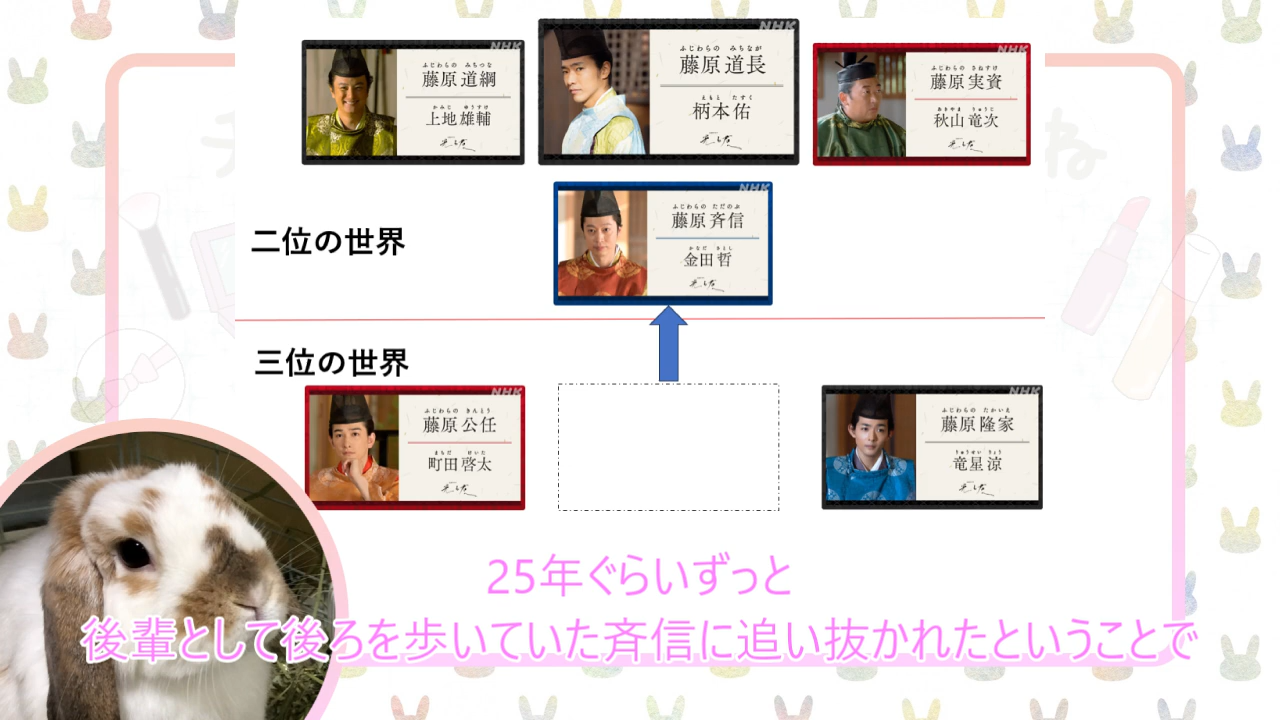 NHK
ふじわらの みちつな
藤原道綱
かみじ ゆうすけ
上地雄輔
NHK
ふじわらの みちなが
藤原道長
えもと たすく
柄本佑
NHK
ふじわらの さねすけ
藤原実資
あきやま りゅうじ
秋山竜次
二位の世界
NHK
ふじわらの ただのぶ
藤原斉信
かなだ さとし
金田哲
三位の世界
NHK
ふじわらの きんとう
藤原公任
まちだ けいた
町田啓太
NHK
ふじわらの たかいえ
藤原隆家
りゅうせい りょう
竜星涼
25年ぐらいずっと
後輩として後ろを歩いていた斉信に追い抜かれたということで
ね